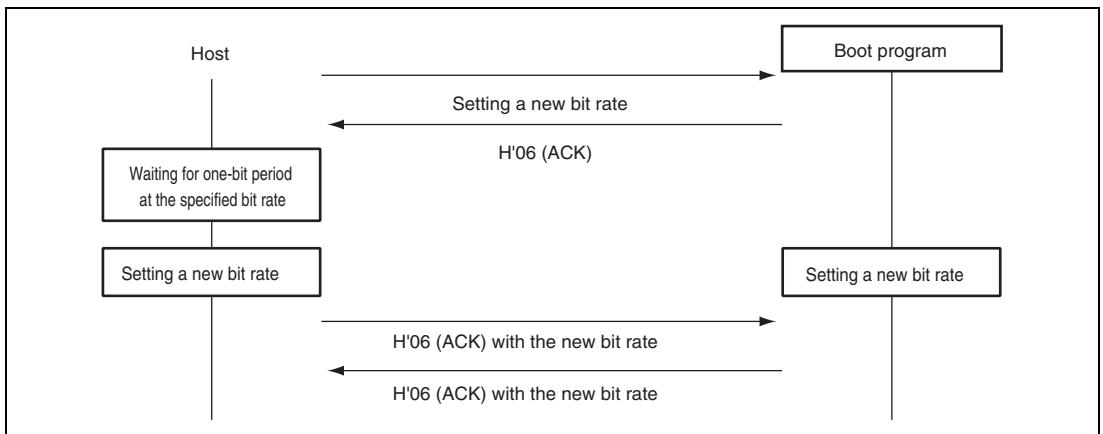 Host
Boot program
Setting a new bit rate
H'06 (ACK)
Waiting for one-bit period
at the specified bit rate
Setting a new bit rate
Setting a new bit rate
H'06 (ACK) with the new bit rate
H'06 (ACK) with the new bit rate